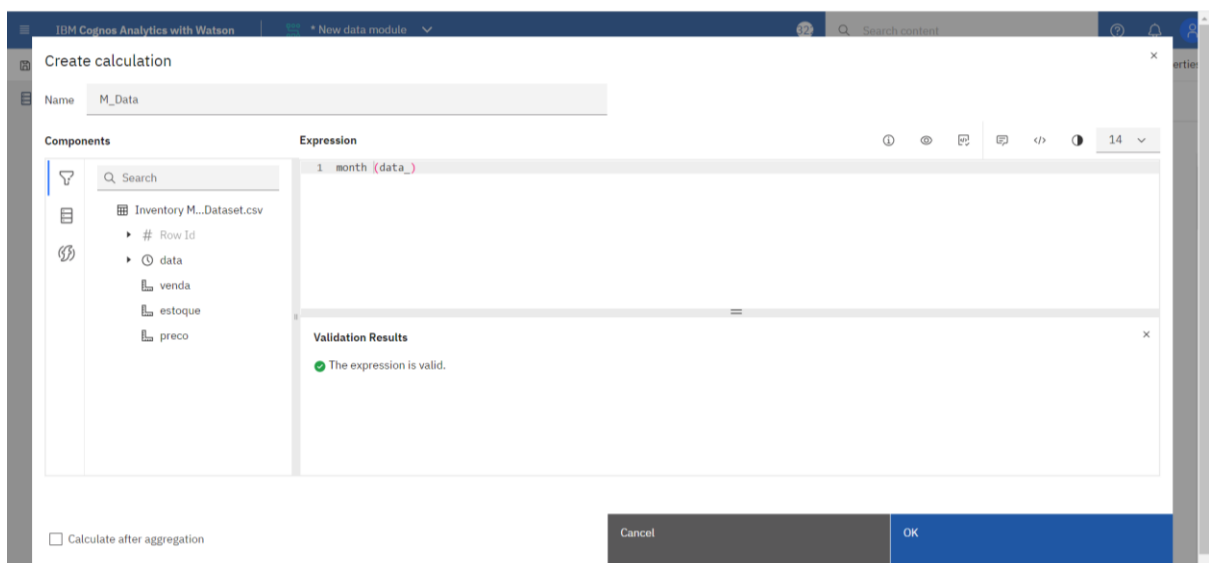 IBM Cognos Analytics with Watson
* New data module
32
Search content
Create calculation
erties
Name
M_Data
Components
Expression
14
Search
1 month (data_)
Inventory M...Dataset.csv
# Row Id
data
venda
estoque
preco
Validation Results
The expression is valid.
Calculate after aggregation
Cancel
OK